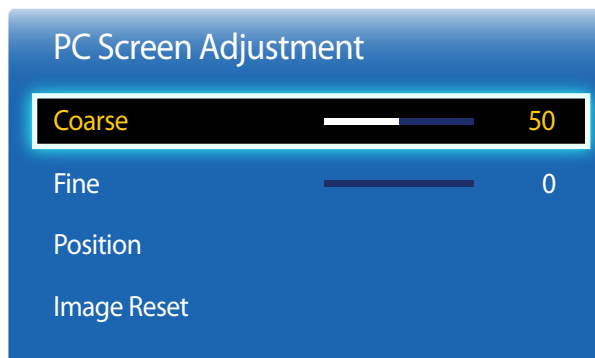 PC Screen Adjustment
Coarse 50
Fine 0
Position
Image Reset